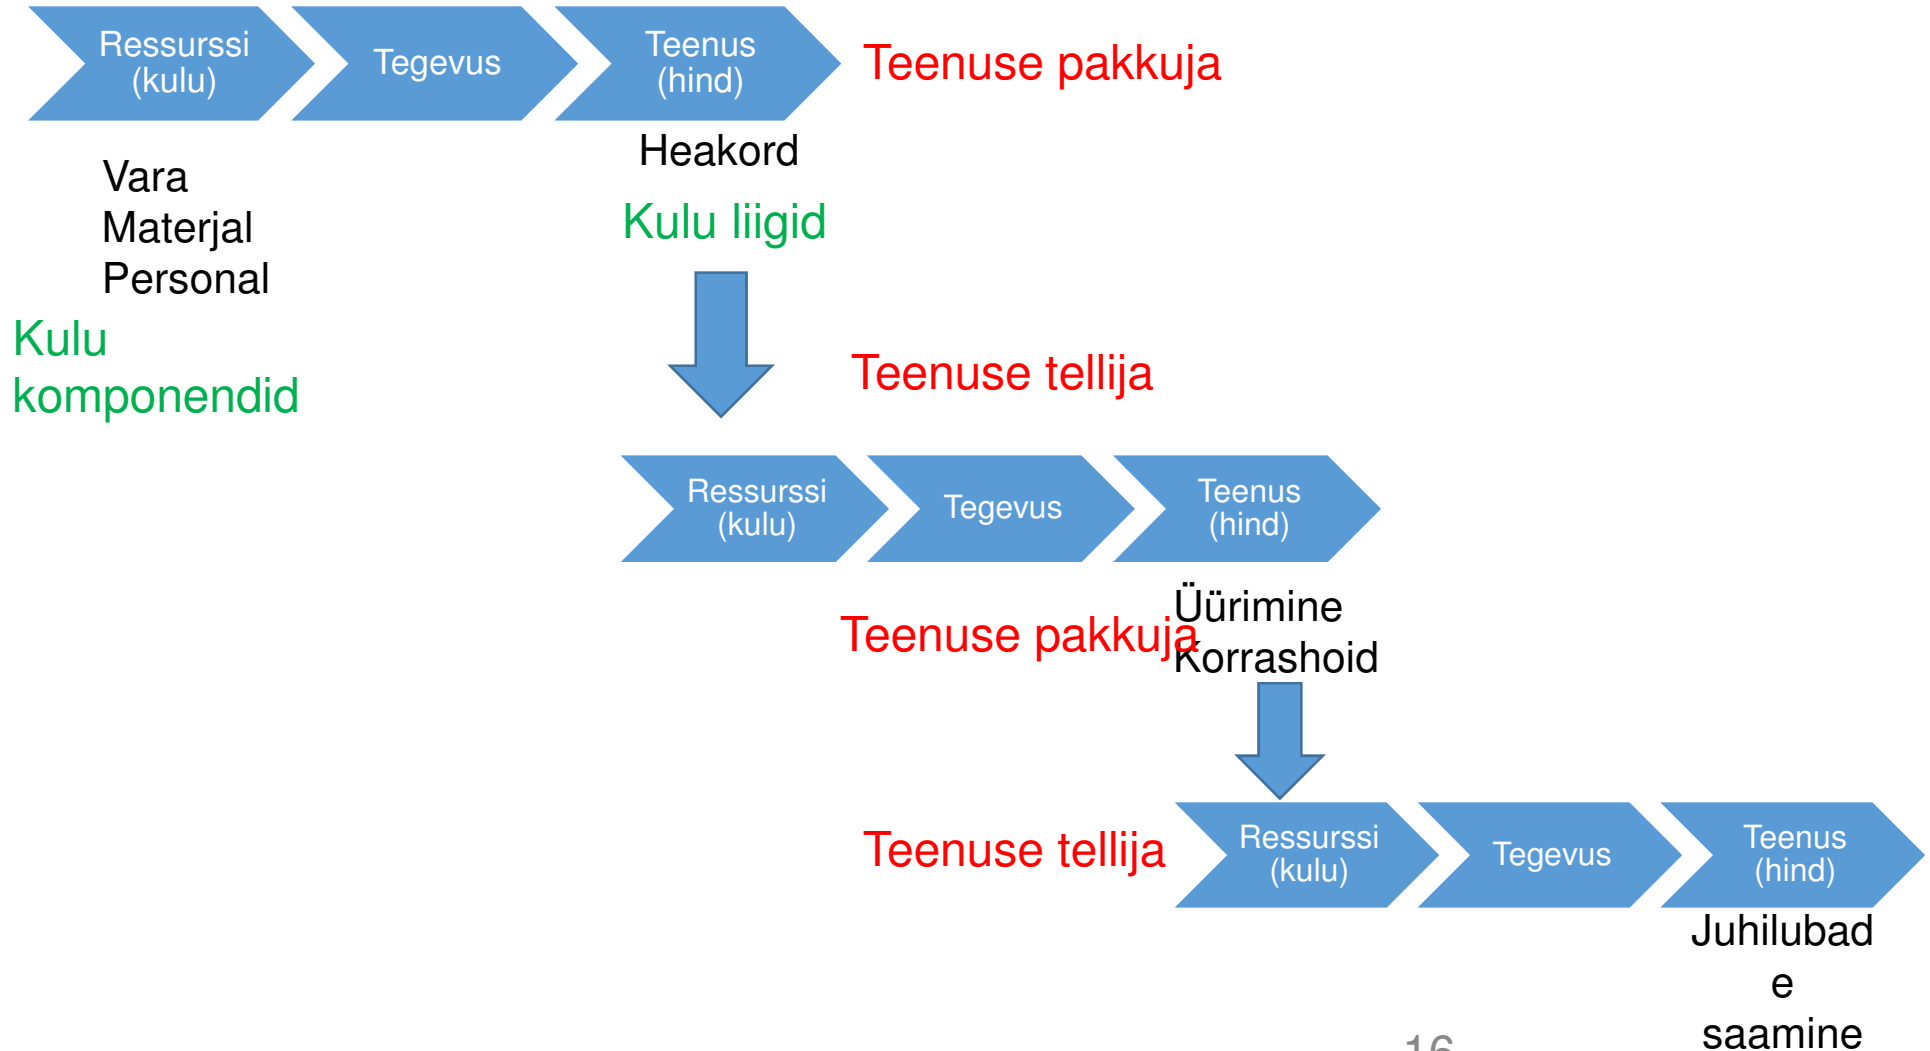 Ressurssi
(kulu)
Tegevus
Teenus
(hind)
Teenuse pakkuja
Heakord
Vara
Materjal
Personal
Kulu liigid
Kulu
komponendid
Teenuse tellija
Ressurssi
(kulu)
Tegevus
Teenus
(hind)
Üürimine
Korrashoid
Teenuse pakkuja
Teenuse tellija
Ressurssi
(kulu)
Tegevus
Teenus
(hind)
Juhilubad
e
saamine
16